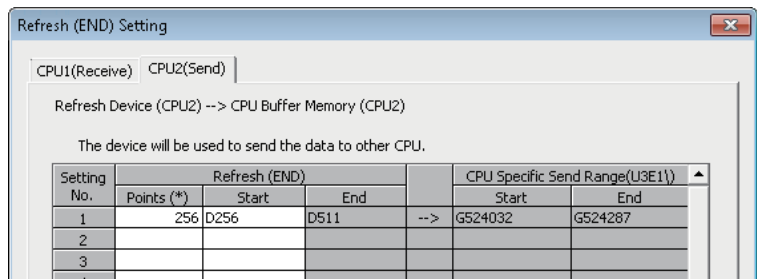 Refresh (END) Setting
CPU1(Receive) CPU2(Send)
Refresh Device (CPU2) --> CPU Buffer Memory (CPU2)
The device will be used to send the data to other CPU.
Setting No. Refresh (END) CPU Specific Send Range(U3E1\)
Points (*) Start End Start End
1 256 D256 D511 --> G524032 G524287
2
3